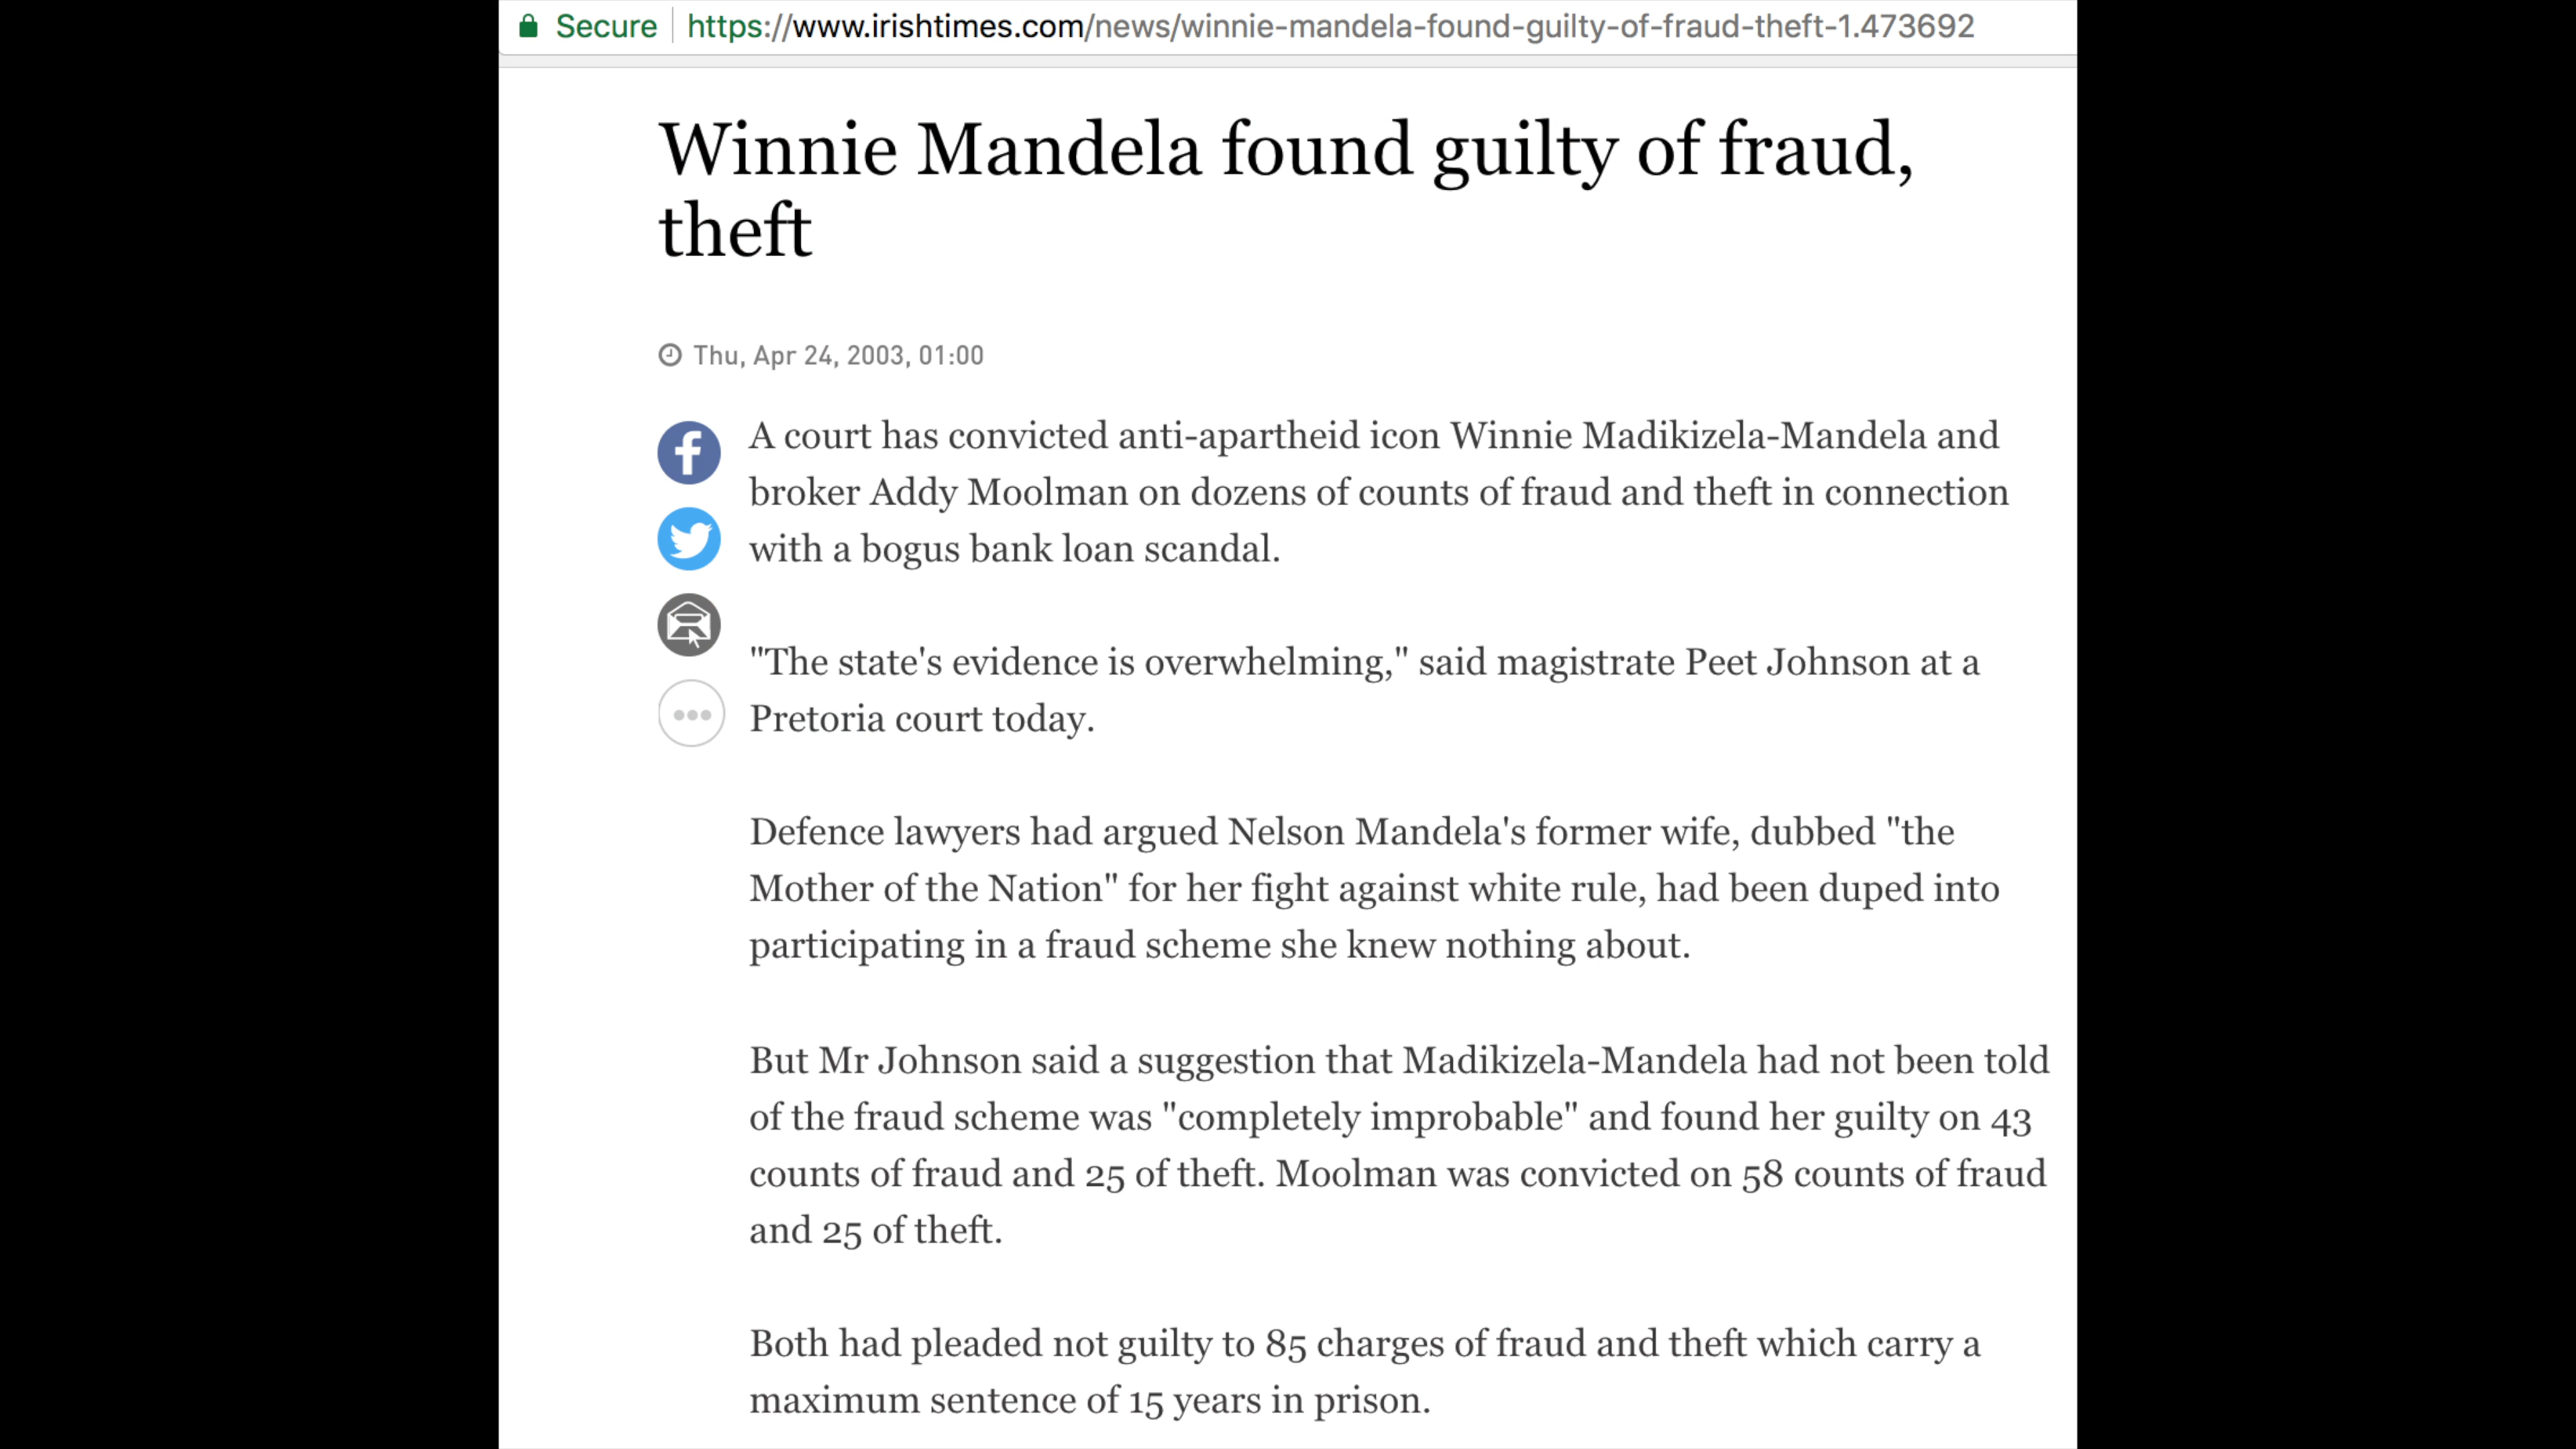 Secure https://www.irishtimes.com/news/winnie-mandela-found-guilty-of-fraud-theft-1.473692
Winnie Mandela found guilty of fraud,
theft
Thu, Apr 24, 2003, 01:00
A court has convicted anti-apartheid icon Winnie Madikizela-Mandela and
broker Addy Moolman on dozens of counts of fraud and theft in connection
with a bogus bank loan scandal.
"The state's evidence is overwhelming," said magistrate Peet Johnson at a
Pretoria court today.
Defence lawyers had argued Nelson Mandela's former wife, dubbed "the
Mother of the Nation" for her fight against white rule, had been duped into
participating in a fraud scheme she knew nothing about.
But Mr Johnson said a suggestion that Madikizela-Mandela had not been told
of the fraud scheme was "completely improbable" and found her guilty on 43
counts of fraud and 25 of theft. Moolman was convicted on 58 counts of fraud
and 25 of theft.
Both had pleaded not guilty to 85 charges of fraud and theft which carry a
maximum sentence of 15 years in prison.